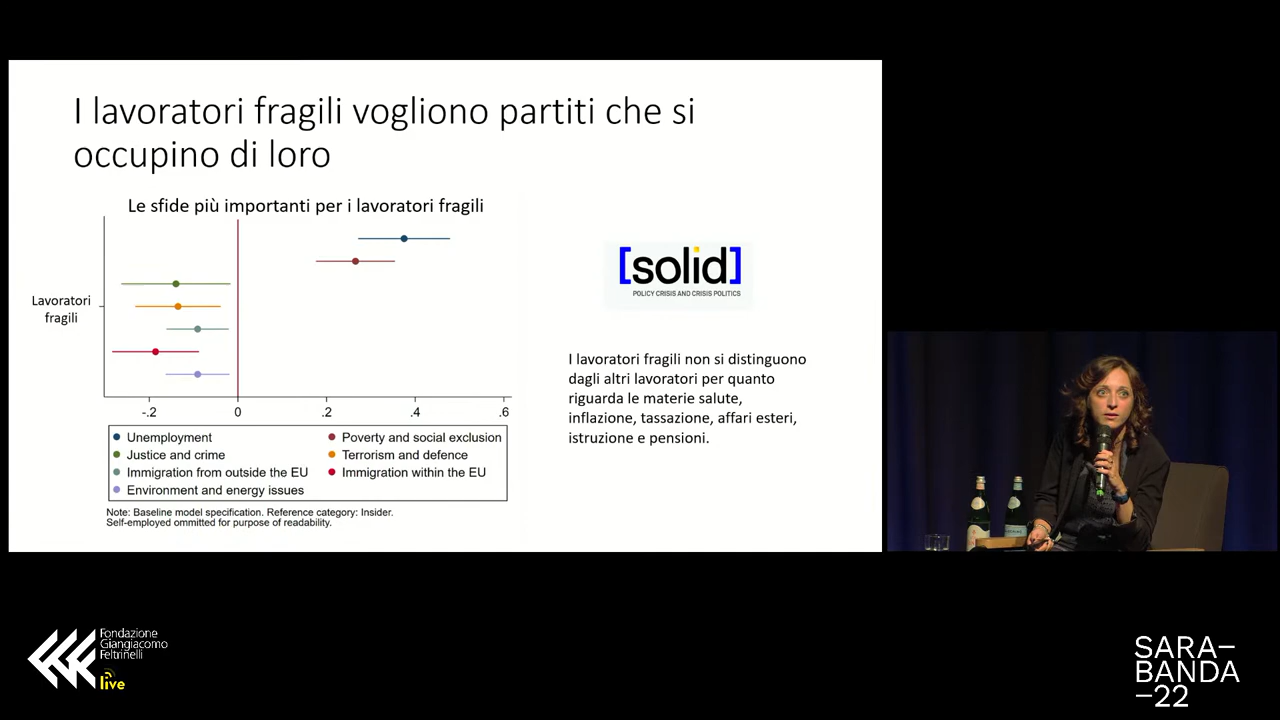 I lavoratori fragili vogliono partiti che si
occupino di loro
Le sfide più importanti per i lavoratori fragili
Lavoratori
fragili
-.2 0 .2 .4 .6
Unemployment Poverty and social exclusion
Justice and crime Terrorism and defence
Immigration from outside the EU Immigration within the EU
Environment and energy issues
Note: Baseline model specification. Reference category: Insider.
Self-employed ommitted for purpose of readability.
[solid]
POLICY CRISIS AND CRISIS POLITICS
I lavoratori fragili non si distinguono
dagli altri lavoratori per quanto
riguarda le materie salute,
inflazione, tassazione, affari esteri,
istruzione e pensioni.
Fondazione
Giangiacomo
Feltrinelli
live
SARA–
BANDA
–22